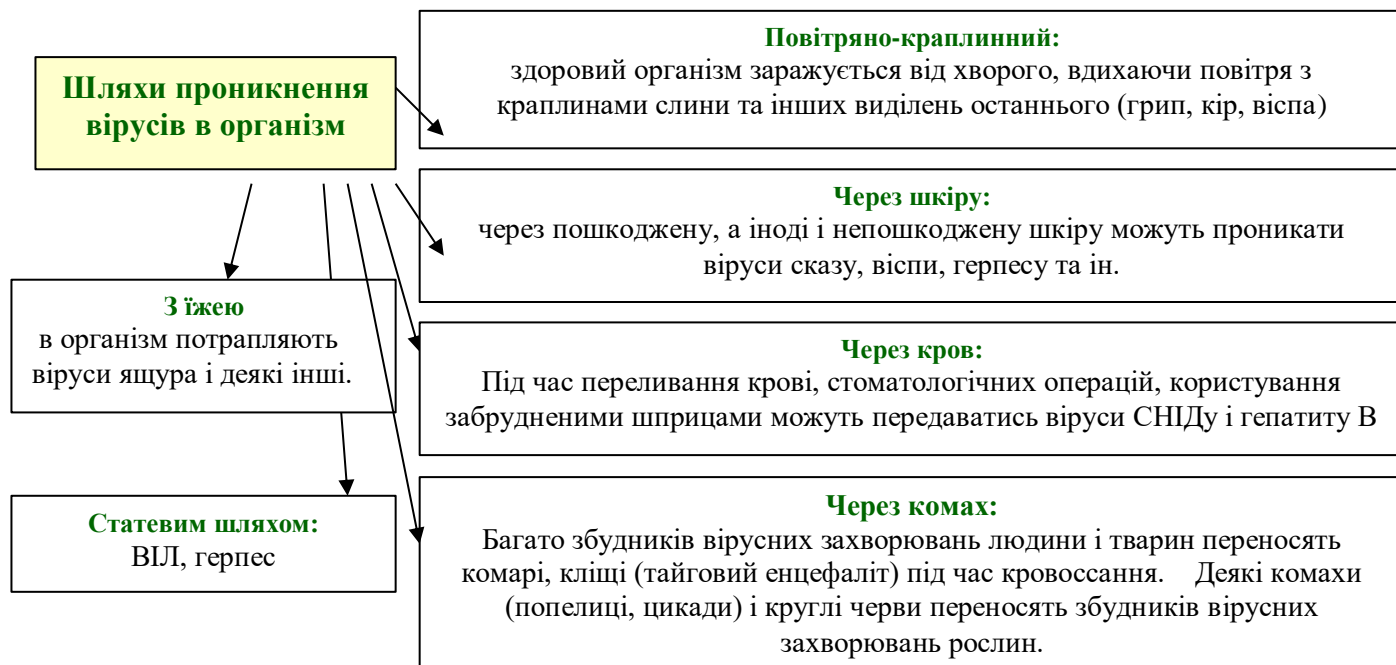 Шляхи проникнення
вірусів в організм
Повітряно-краплинний:
здоровий організм заражується від хворого, вдихаючи повітря з
краплинами слини та інших виділень останнього (грип, кір, віспа)
Через шкіру:
через пошкоджену, а іноді і непошкоджену шкіру можуть проникати
віруси сказу, віспи, герпесу та ін.
З їжею
в організм потрапляють
віруси ящура і деякі інші.
Через кров:
Під час переливання крові, стоматологічних операцій, користування
забрудненими шприцами можуть передаватись віруси СНІДу і гепатиту В
Статевим шляхом:
ВІЛ, герпес
Через комах:
Багато збудників вірусних захворювань людини і тварин переносять
комарі, кліщі (тайговий енцефаліт) під час кровоссання. Деякі комахи
(попелиці, цикади) і круглі черви переносять збудників вірусних
захворювань рослин.